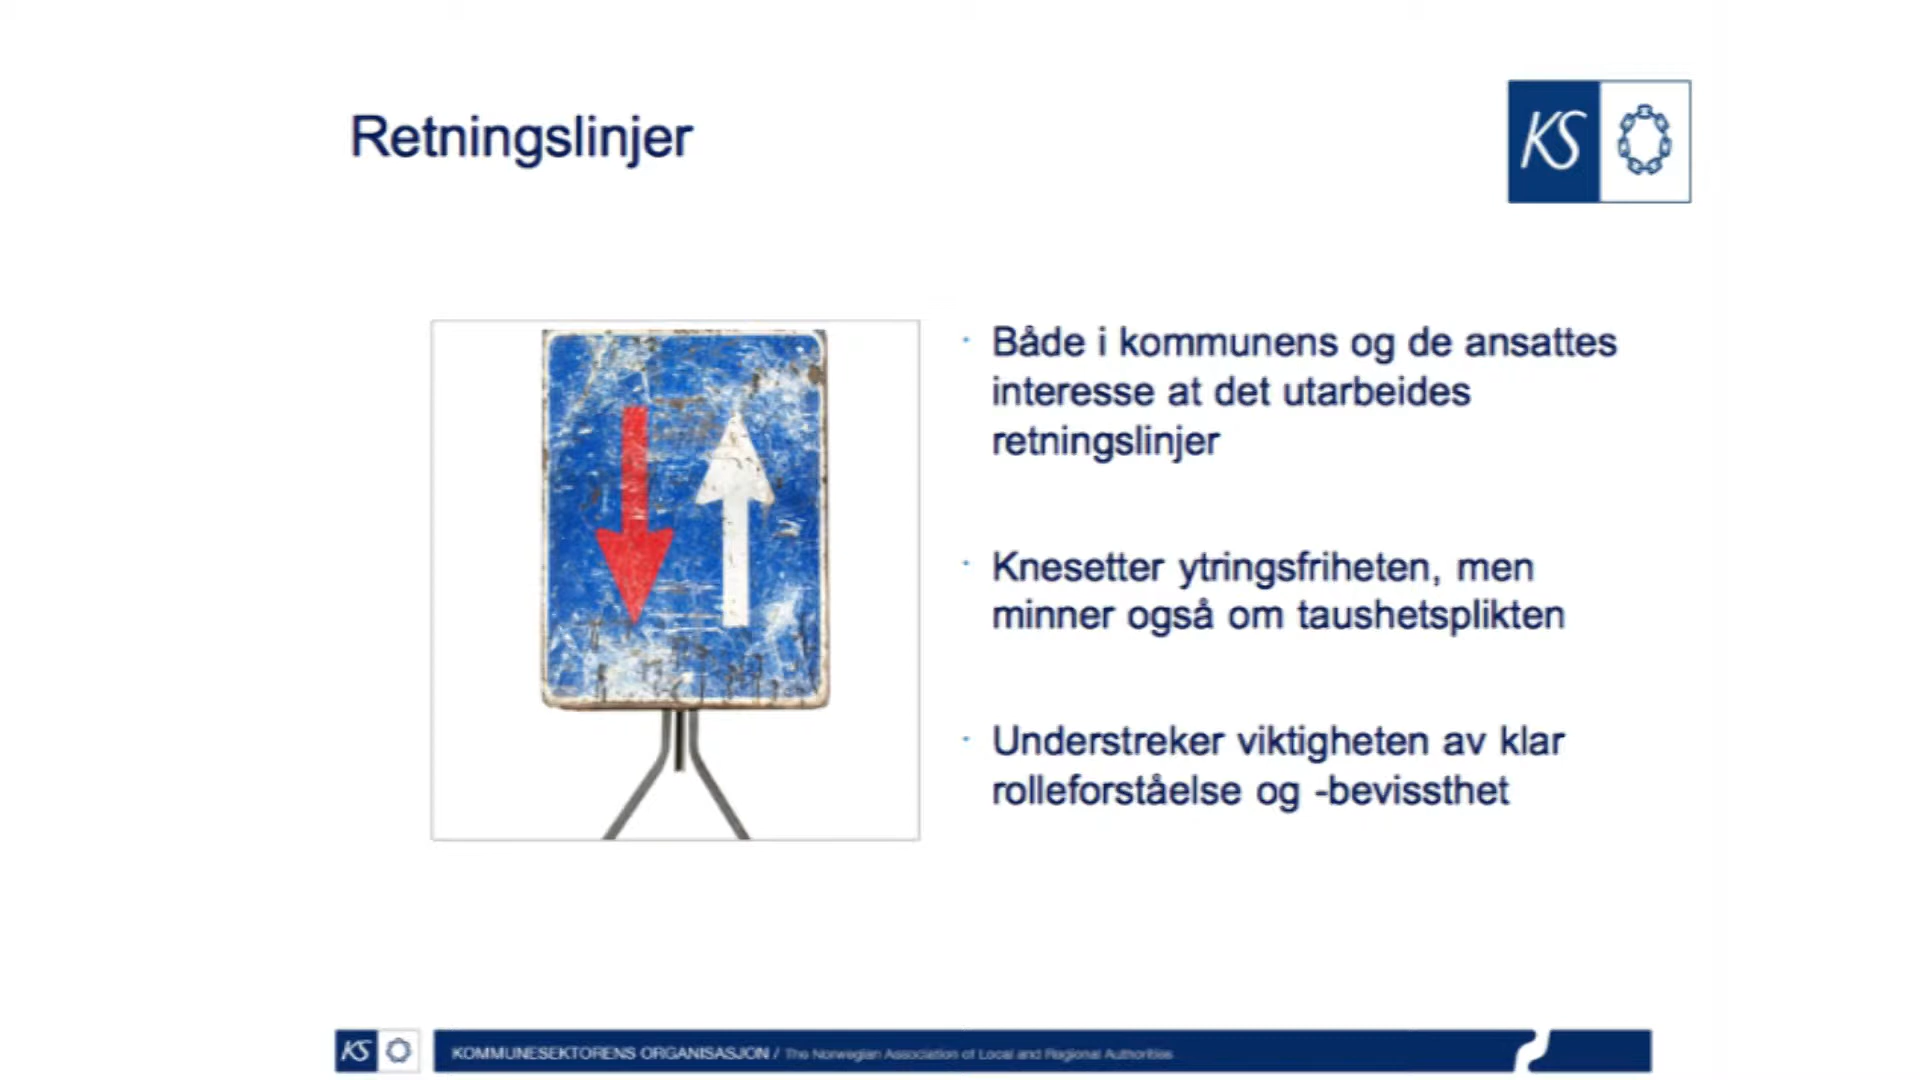 Retningslinjer
KS
Både i kommunens og de ansattes
interesse at det utarbeides
retningslinjer
Knesetter ytringsfriheten, men
minner også om taushetsplikten
Understreker viktigheten av klar
rolleforståelse og -bevissthet
KS
KOMMUNESEKTORENS ORGANISASJON / The Norwegian Association of Local and Regional Authorities